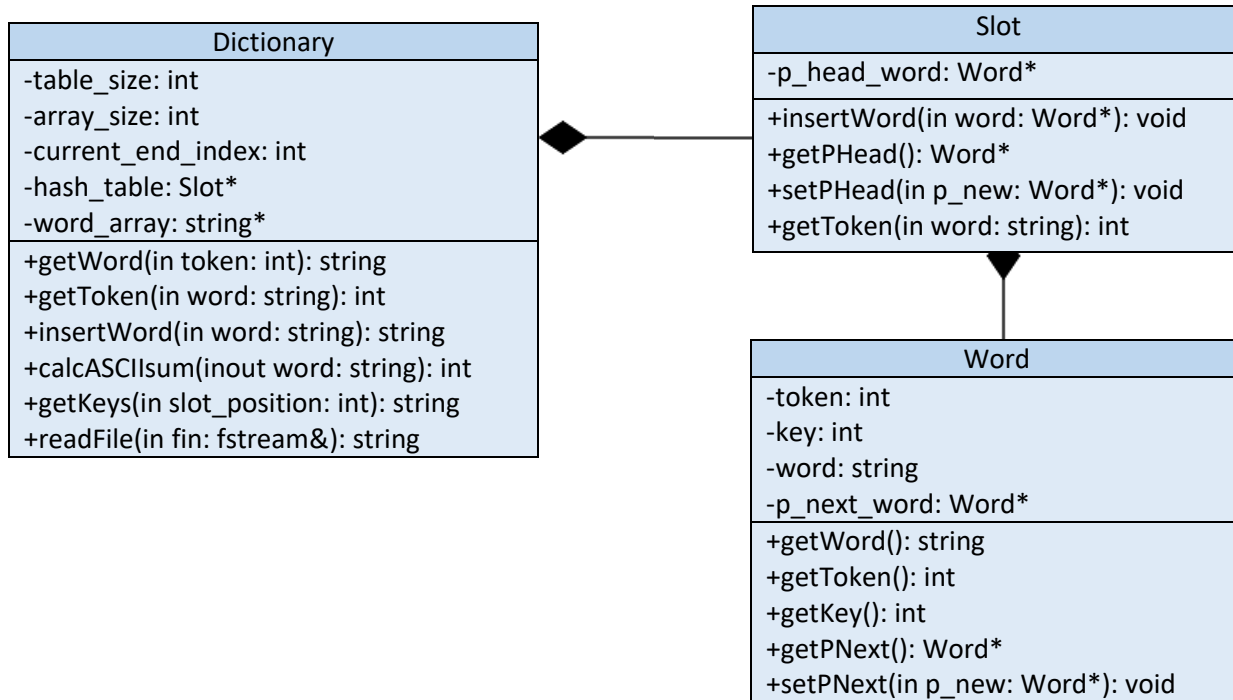 Dictionary
-table_size: int
-array_size: int
-current_end_index: int
-hash_table: Slot*
-word_array: string*
+getWord(in token: int): string
+getToken(in word: string): int
+insertWord(in word: string): string
+calcASCIIsum(inout word: string): int
+getKeys(in slot_position: int): string
+readFile(in fin: fstream&): string
Slot
-p_head_word: Word*
+insertWord(in word: Word*): void
+getPHead(): Word*
+setPHead(in p_new: Word*): void
+getToken(in word: string): int
Word
-token: int
-key: int
-word: string
-p_next_word: Word*
+getWord(): string
+getToken(): int
+getKey(): int
+getPNext(): Word*
+setPNext(in p_new: Word*): void